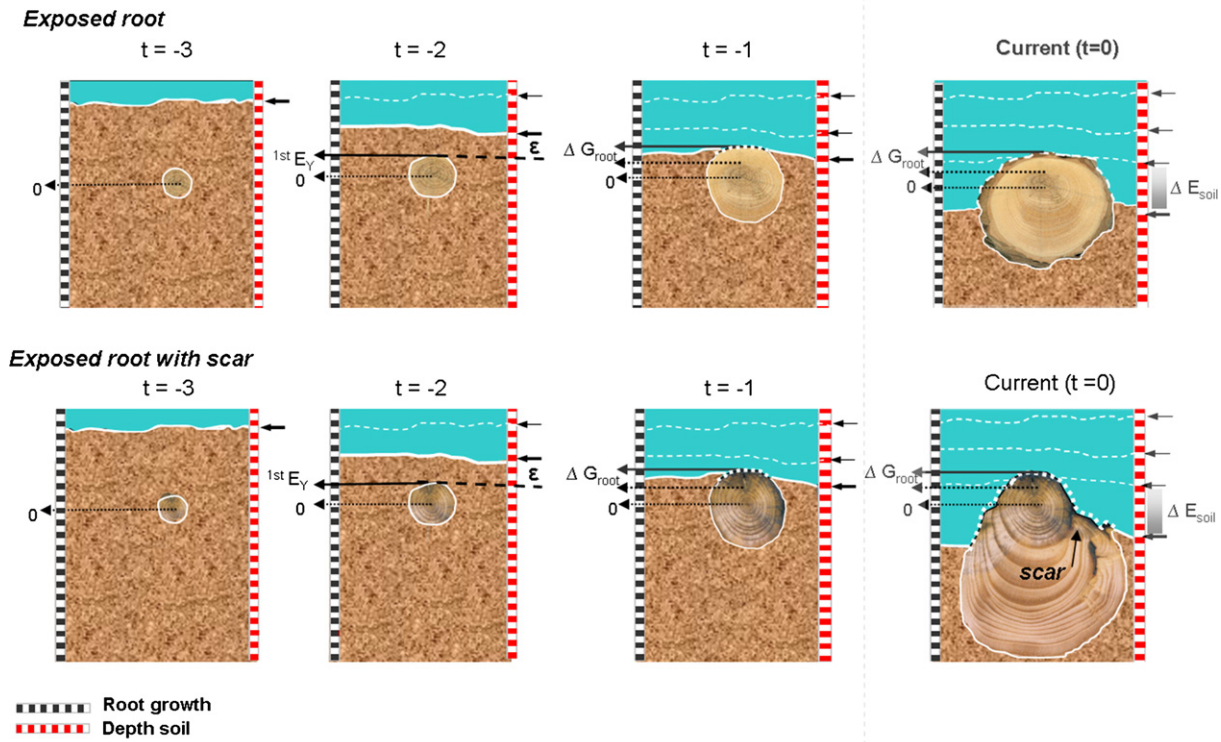 Exposed root
t = -3
t = -2
t = -1
Current (t=0)
1st EY
ε
0
0
Δ Groot
0
Δ Groot
0
Δ Esoil
Exposed root with scar
t = -3
t = -2
t = -1
Current (t =0)
1st EY
ε
0
0
Δ Groot
0
Δ Groot
0
Δ Esoil
scar
Root growth
Depth soil